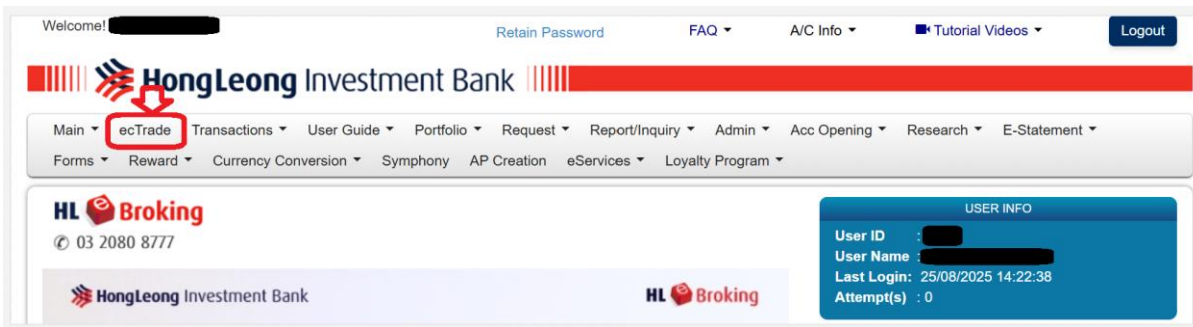 Welcome!
Retain Password FAQ A/C Info Tutorial Videos Logout
HongLeong Investment Bank
Main ecTrade Transactions User Guide Portfolio Request Report/Inquiry Admin Acc Opening Research E-Statement
Forms Reward Currency Conversion Symphony AP Creation eServices Loyalty Program
HL e Broking
03 2080 8777
HongLeong Investment Bank HL e Broking
USER INFO
User ID :
User Name :
Last Login: 25/08/2025 14:22:38
Attempt(s) : 0